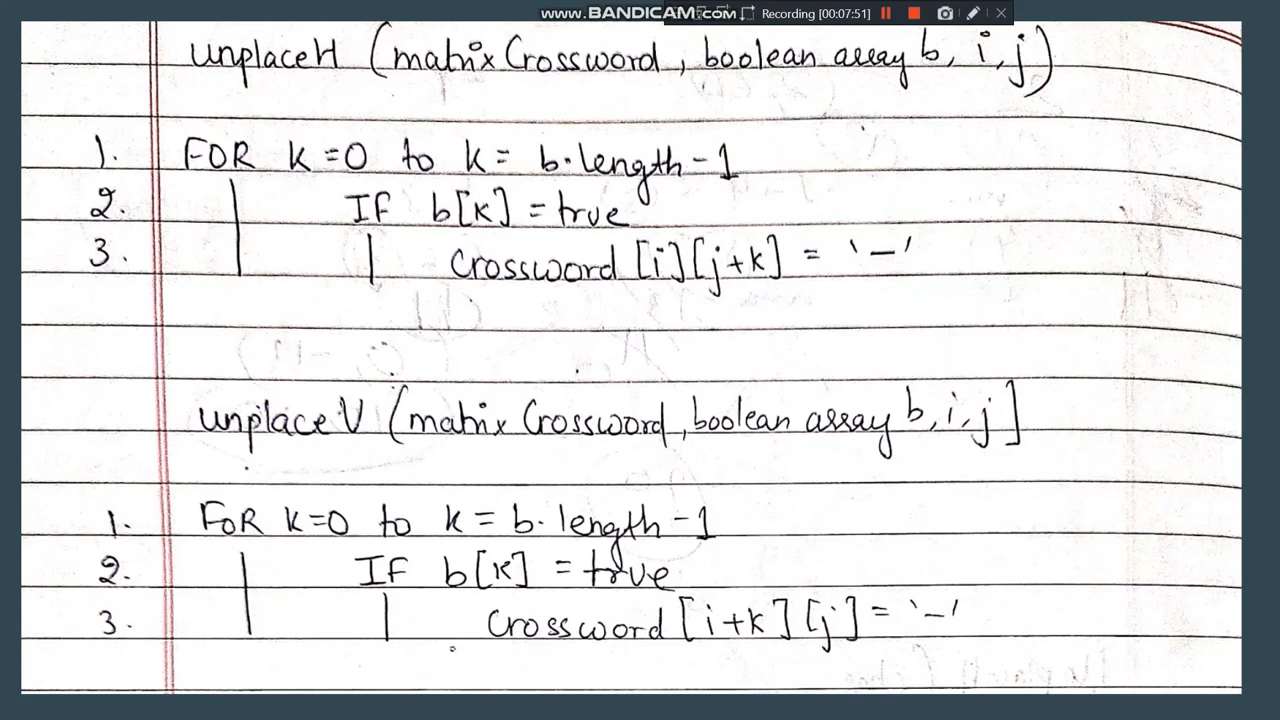 www.BANDICAM.com Recording [00:07:51]
unplaceH (matrix Crossword, boolean array b, i, j)
1. FOR k=0 to k= b.length-1
2. If b[k] = true
3. Crossword [i][j+k] = '-'
unplaceV (matrix Crossword, boolean array b, i, j]
1. FoR k=0 to k= b.length-1
2. If b[k] = true
3. Crossword [i+k][j] = '-'